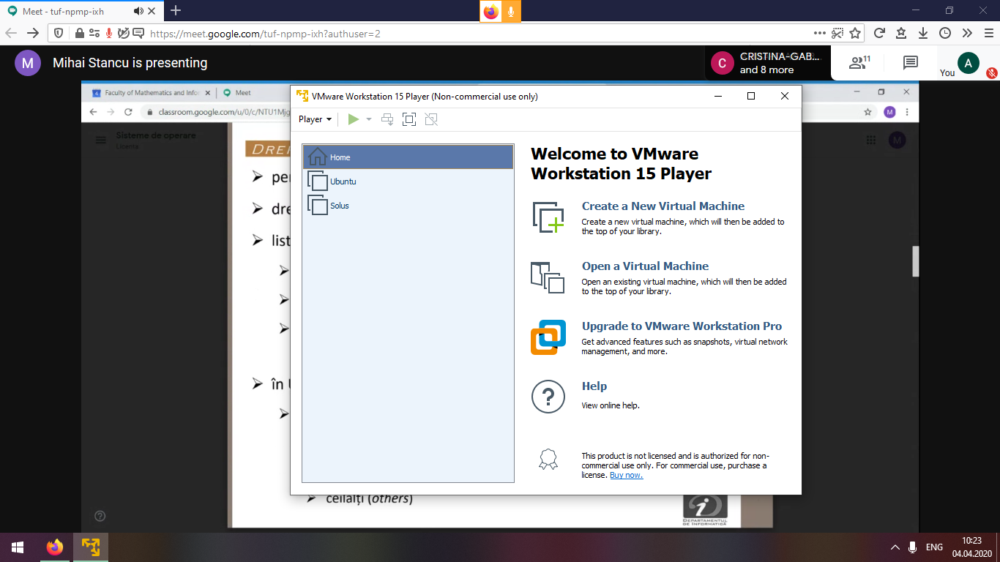 Meet - tuf-npmp-ixh
https://meet.google.com/tuf-npmp-ixh?authuser=2
M
Mihai Stancu is presenting
C
CRISTINA-GAB...
and 8 more
11
You
A
Faculty of Mathematics and Infor
Meet
classroom.google.com/u/0/c/NTU1Mjg
M
Sisteme de operare
Licenta
M
DREI
per
dre
list
în U
ceilalți (others)
DEPARTAMENTUL
DE INFORMATICĂ
VMware Workstation 15 Player (Non-commercial use only)
Player
Home
Ubuntu
Solus
Welcome to VMware
Workstation 15 Player
Create a New Virtual Machine
Create a new virtual machine, which will then be added to
the top of your library.
Open a Virtual Machine
Open an existing virtual machine, which will then be added
to the top of your library.
Upgrade to VMware Workstation Pro
Get advanced features such as snapshots, virtual network
management, and more.
Help
View online help.
This product is not licensed and is authorized for non-
commercial use only. For commercial use, purchase a
license. Buy now.
ENG
10:23
04.04.2020